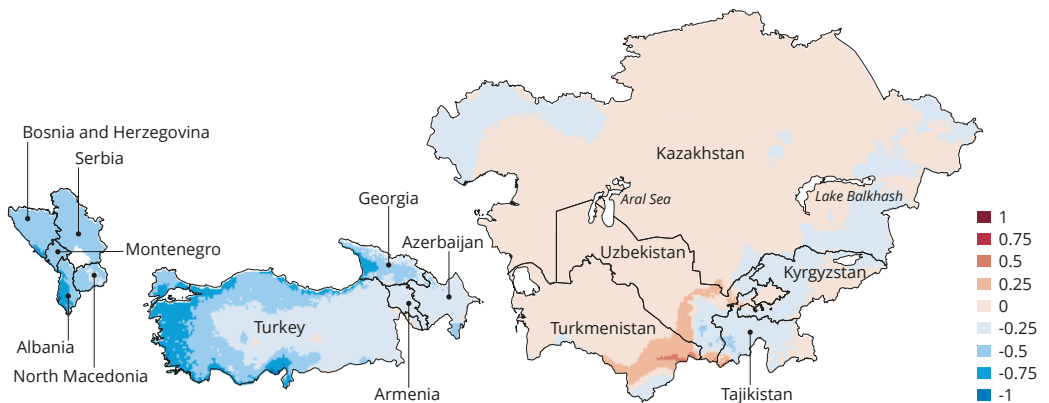 Bosnia and Herzegovina
Serbia
Montenegro
Albania
North Macedonia
Georgia
Azerbaijan
Turkey
Armenia
Kazakhstan
Aral Sea
Lake Balkhash
Uzbekistan
Kyrgyzstan
Turkmenistan
Tajikistan
1
0.75
0.5
0.25
0
-0.25
-0.5
-0.75
-1